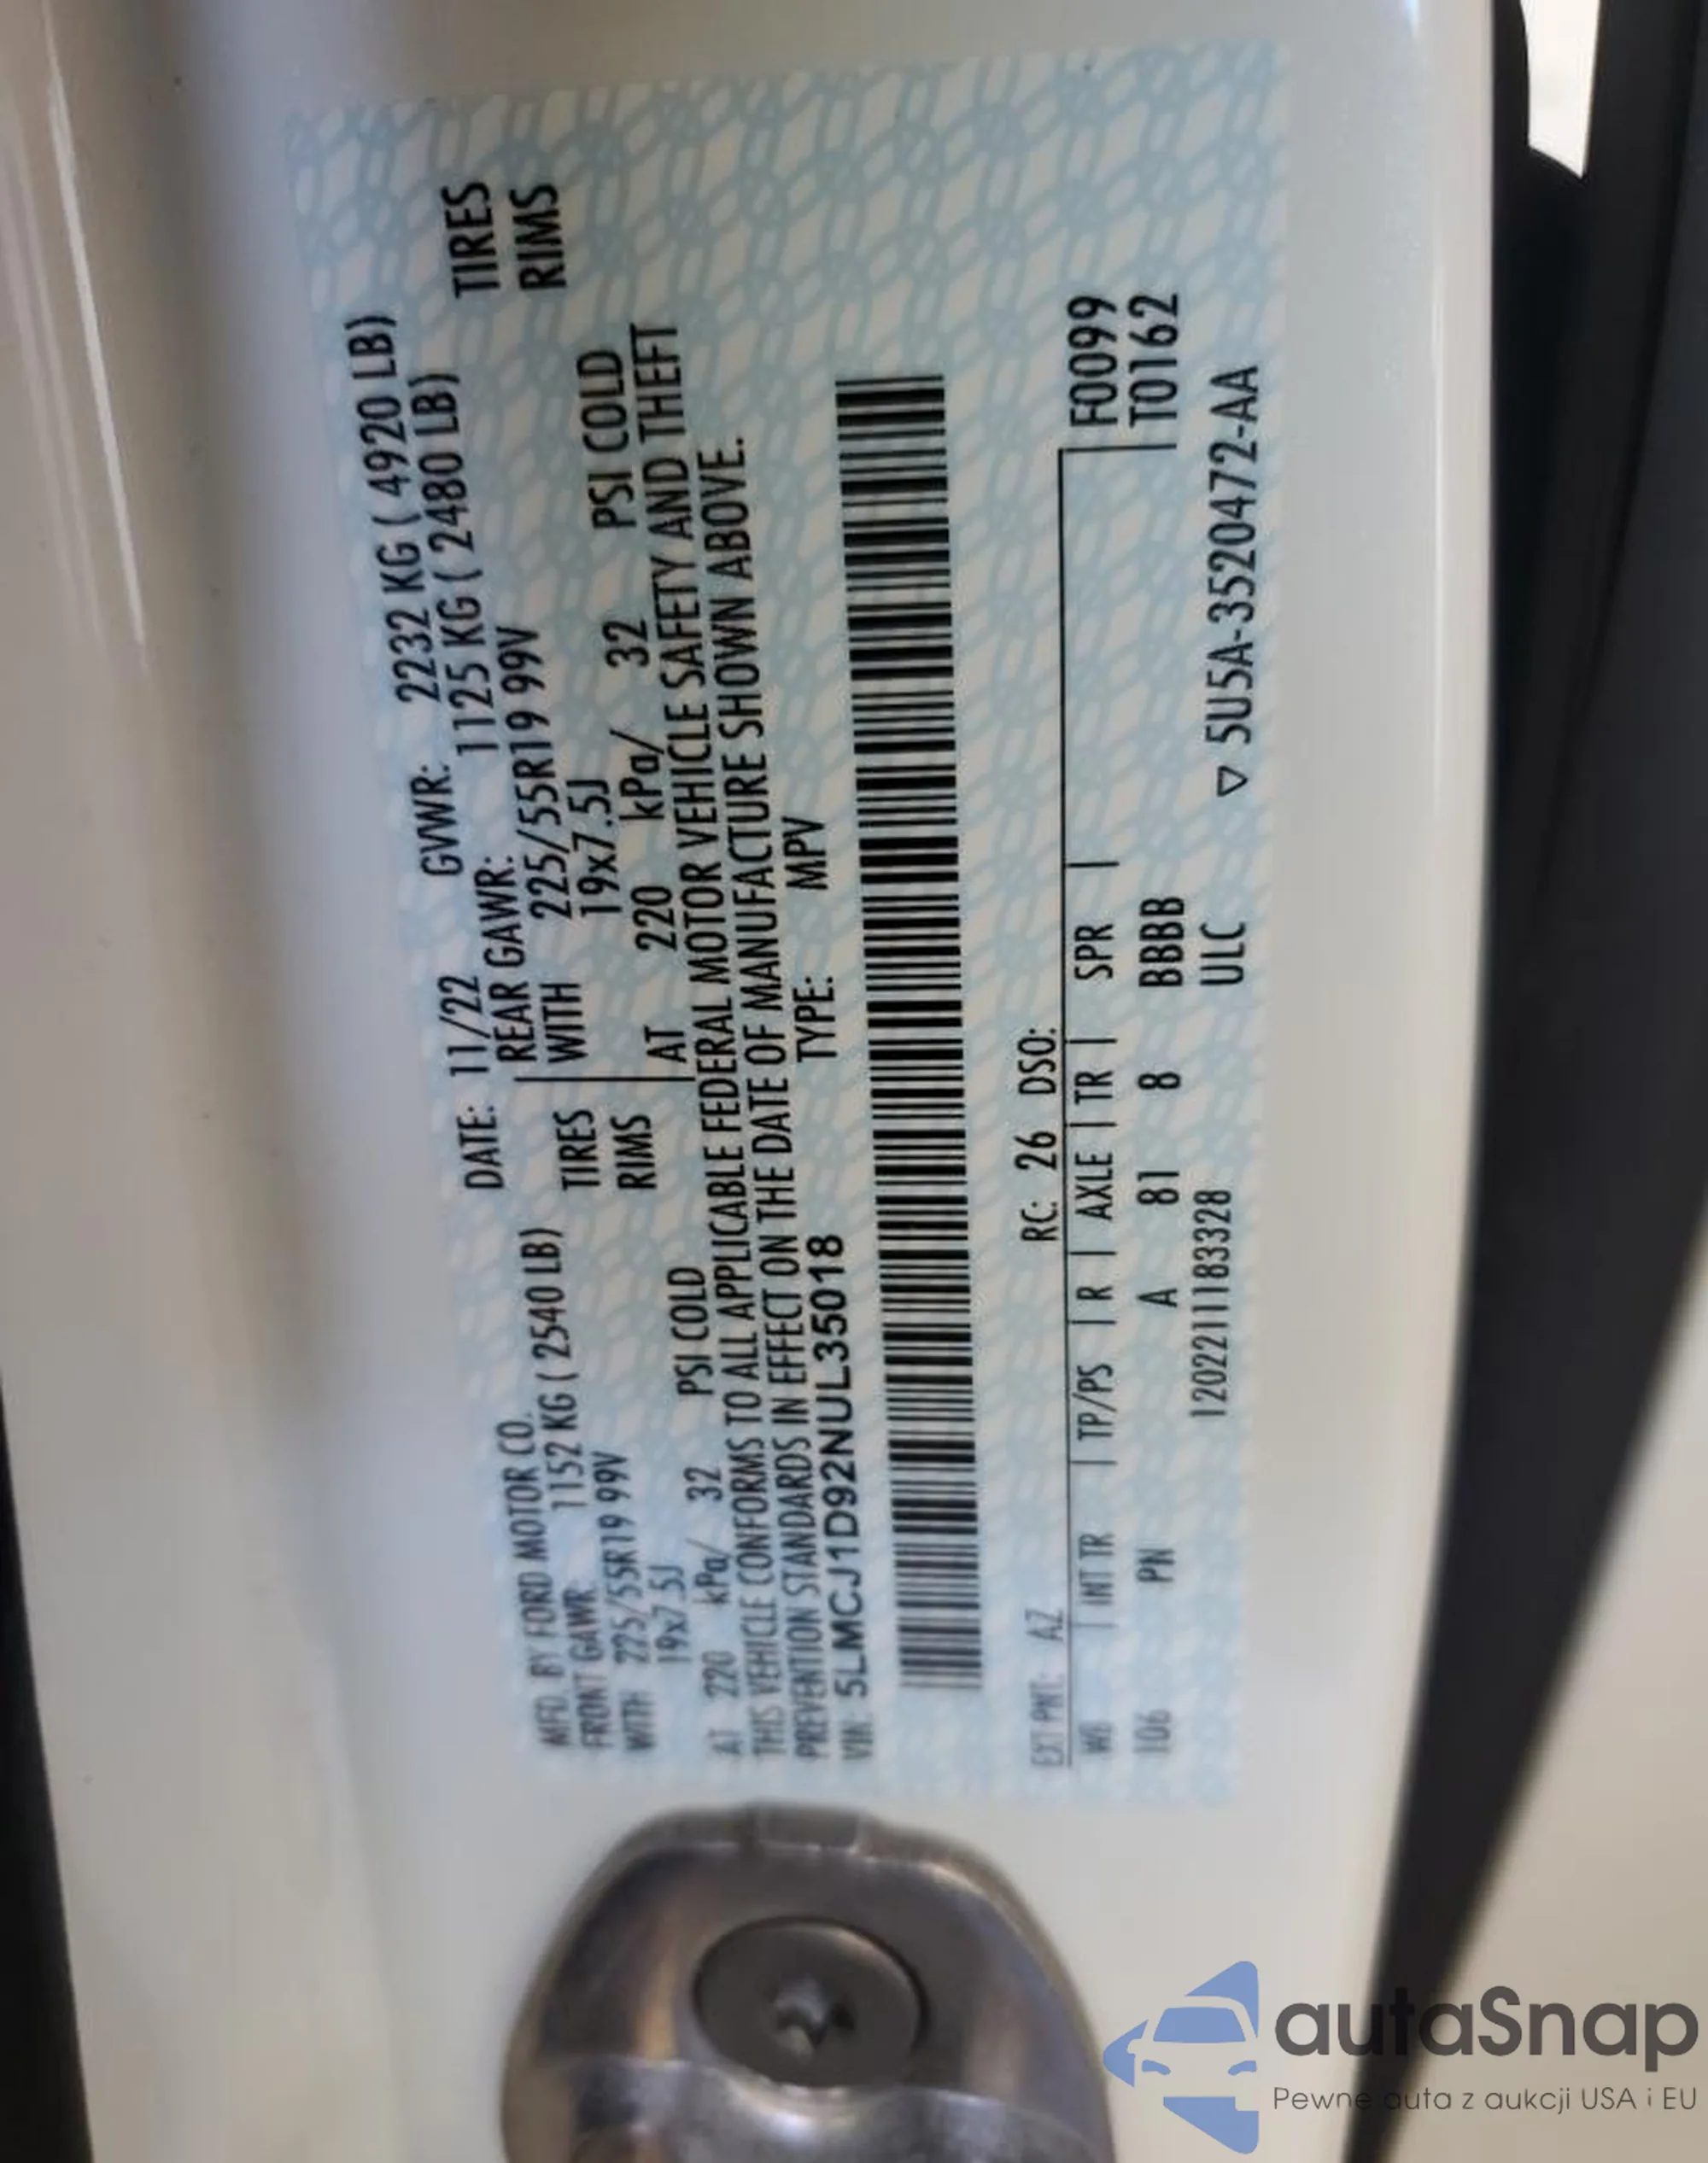 MFD. BY FORD MOTOR CO. DATE: 11/22 GVWR: 2232 KG ( 4920 LB)
FRONT GAWR: 1152 KG ( 2540 LB) REAR GAWR: 1125 KG ( 2480 LB)
WITH 225/55R19 99V TIRES WITH 225/55R19 99V TIRES
19x7.5J RIMS 19x7.5J RIMS
AT 220 kPa/ 32 PSI COLD AT 220 kPa/ 32 PSI COLD
THIS VEHICLE CONFORMS TO ALL APPLICABLE FEDERAL MOTOR VEHICLE SAFETY AND THEFT
PREVENTION STANDARDS IN EFFECT ON THE DATE OF MANUFACTURE SHOWN ABOVE.
VIN: 5LMCJ1D92NUL35018 TYPE: MPV
EXT PNT: AZ RC: 26 DSO:
WB | INT TR | TP/PS | R | AXLE | TR | SPR | F0099
106 PN A 81 8 BBBB T0162
1202211183328 ULC ▽ 5U5A-3520472-AA
autaSnap
Pewne auta z aukcji USA i EU